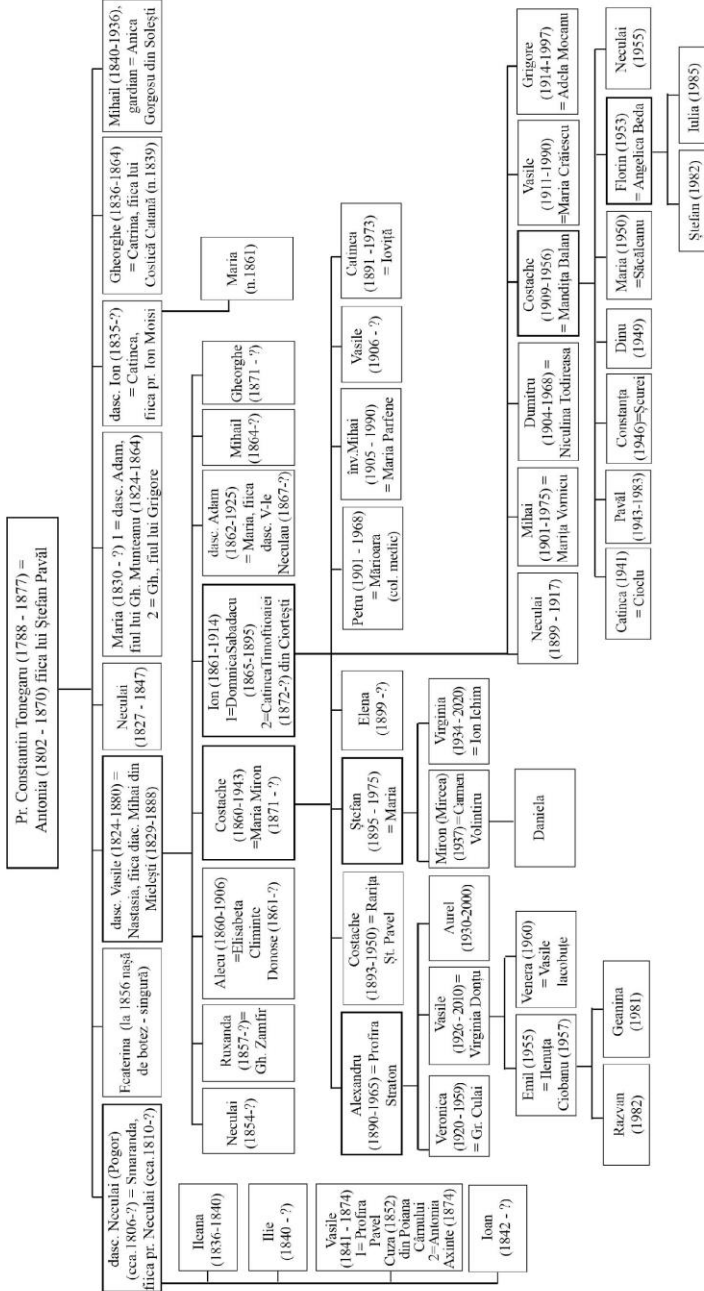 Pr. Constantin Tonegaru (1788 - 1877) =
Antonia (1802 - 1870) fiica lui Ștefan Pavăl
dasc. Neculai (Pogor)
(cca.1806-?) = Smaranda,
fiica pr. Neculai (cca.1810-?)
Ecaterina (la 1856 nașă
de botez - singură)
dasc. Vasile (1824-1880) =
Nastasia, fiica diac. Mihai din
Miclești (1829-1888)
Neculai
(1827 - 1847)
Maria (1830 - ?) 1 = dasc. Adam,
fiul lui Gh. Munteanu (1824-1864)
2 = Gh., fiul lui Grigore
dasc. Ion (1835-?)
= Catinca,
fiica pr. Ion Moisi
Gheorghe (1836-1864)
= Catrina, fiica lui
Costică Catană (n.1839)
Mihail (1840-1936),
gardian = Anica
Gorgosu din Solești
Ileana
(1836-1840)
Ilie
(1840 - ?)
Vasile
(1841 - 1874)
1= Profira
Pavel
Cuza (1852)
din Poiana
Cârnului
2=Antonia
Axinte (1874)
Ioan
(1842 - ?)
Neculai
(1854-?)
Ruxanda
(1857-?)=
Gh. Zamfir
Alecu (1860-1906)
=Elisabeta
Climinte
Donose (1861-?)
Costache
(1860-1943)
=Maria Miron
(1871 - ?)
Ion (1861-1914)
1=DomnicaSabadacu
(1865-1895)
2=CatincaTimoftioaiei
(1872-?) din Ciortești
dasc. Adam
(1862-1925)
= Maria, fiica
dasc. V-le
Neculau (1867-?)
Mihail
(1864-?)
Gheorghe
(1871 - ?)
Maria
(n.1861)
Alexandru
(1890-1965) = Profira
Straton
Costache
(1893-1950) = Rarița
Șt. Pavel
Ștefan
(1895 - 1975)
= Maria
Elena
(1899 -?)
Petru (1901 - 1968)
= Mărioara
(col. medic)
înv.Mihai
(1905 - 1990)
= Maria Parfene
Vasile
(1906 - ?)
Catinca
(1891 -1973)
= Ioviță
Veronica
(1920 -1959)
= Gr. Culai
Vasile
(1926 -2010)=
Virginia Donțu
Aurel
(1930-2000)
Miron (Mircea)
(1937) = Carmen
Volintiru
Virginia
(1934 - 2020)
= Ion Ichim
Daniela
Emil (1955)
= Ilenuța
Ciobanu (1957)
Venera (1960)
= Vasile
Iacobuțe
Razvan
(1982)
Geanina
(1981)
Neculai
(1899 - 1917)
Mihai
(1901-1975) =
Marița Vornicu
Dumitru
(1904-1968) =
Niculina Todireasa
Costache
(1909-1956)
= Mandița Balan
Vasile
(1911-1990)
=Maria Crăiescu
Grigore
(1914-1997)
= Adela Mocanu
Catinca (1941)
= Cioclu
Pavăl
(1943-1983)
Constanța
(1946)=Șcurei
Dinu
(1949)
Maria (1950)
=Săcălceanu
Florin (1953)
= Angelica Beda
Neculai
(1955)
Ștefan (1982)
Iulia (1985)